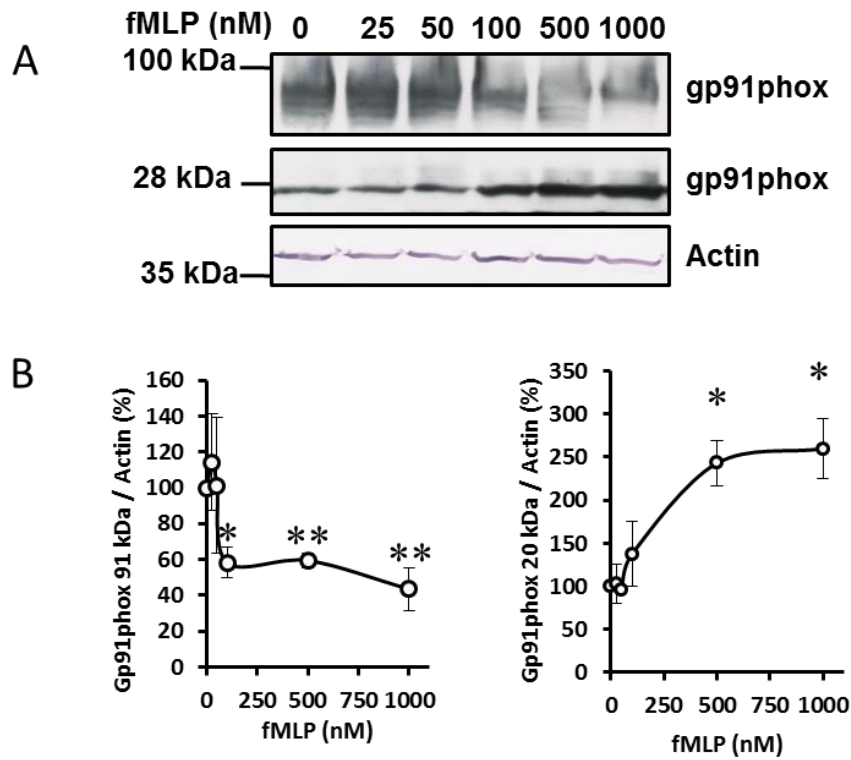 A
fMLP (nM) 0 25 50 100 500 1000
100 kDa
gp91phox
28 kDa
gp91phox
Actin
35 kDa
B
Gp91phox 91 kDa / Actin (%)
160
140
120
100
80
60
40
20
0
* ** **
0 250 500 750 1000
fMLP (nM)
Gp91phox 20 kDa / Actin (%)
350
300
250
200
150
100
50
0
* *
0 250 500 750 1000
fMLP (nM)